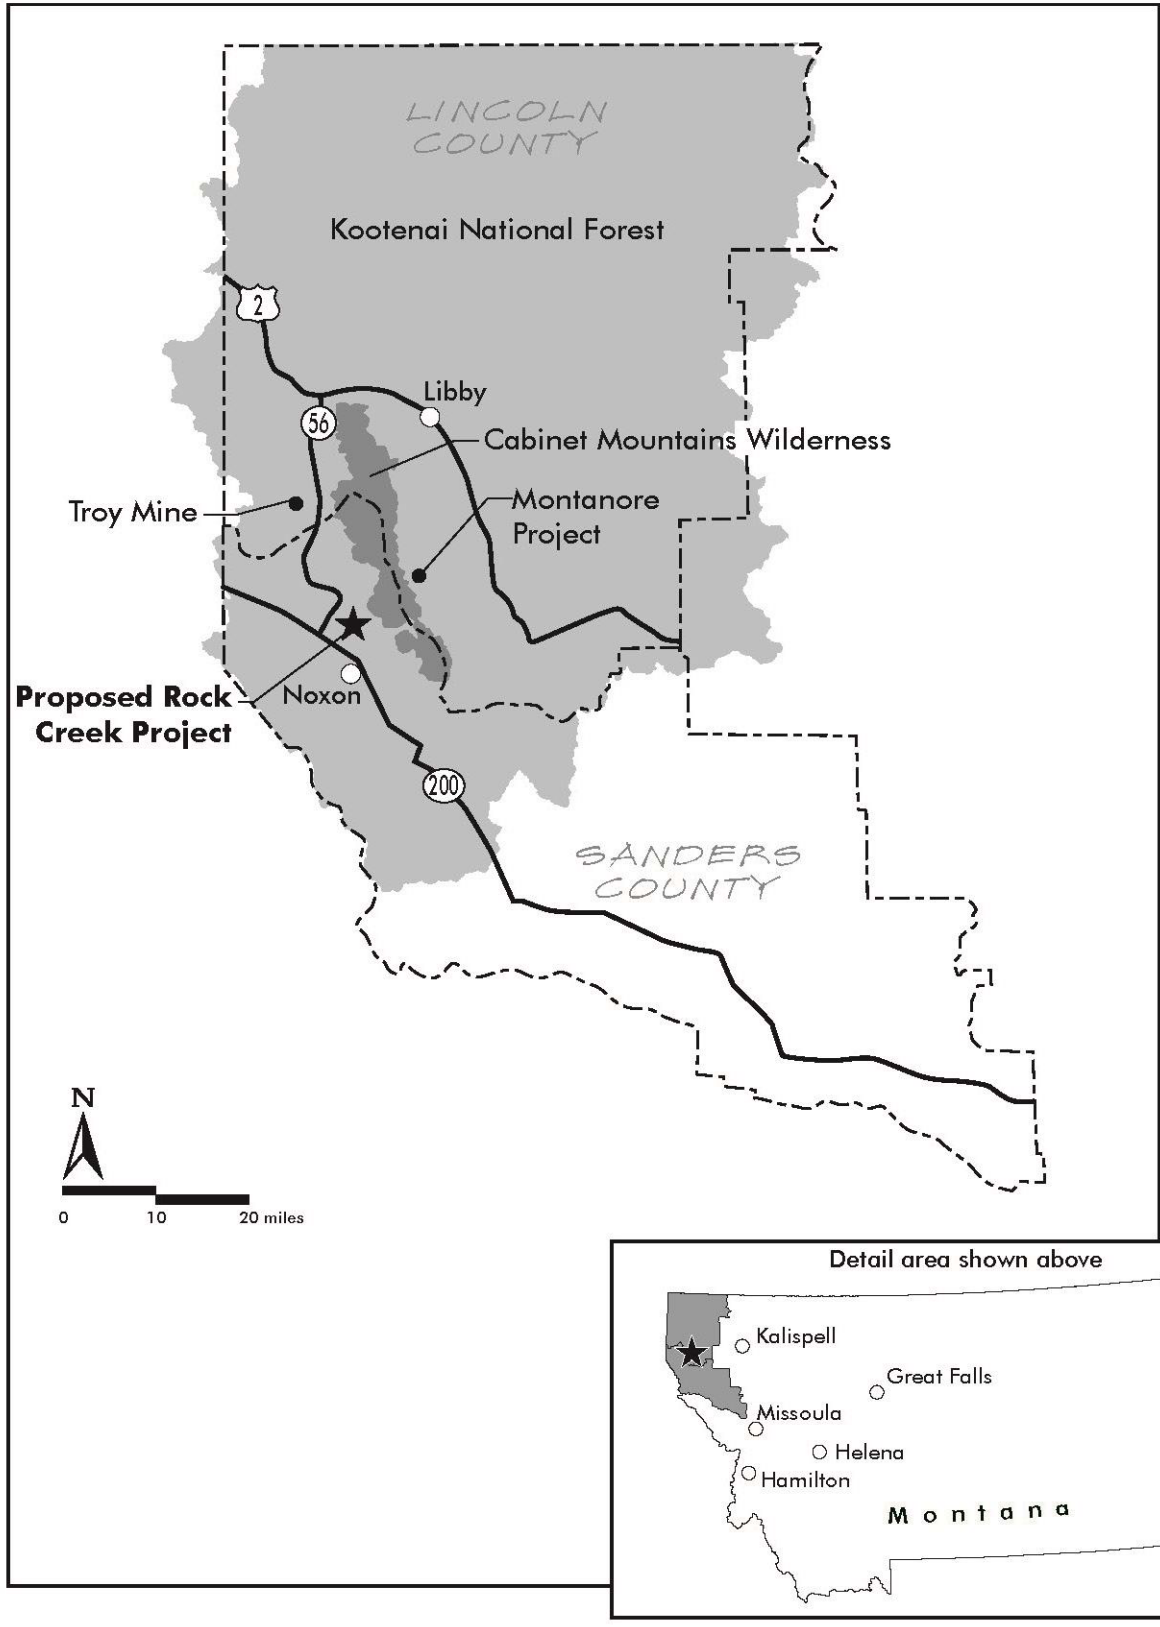 LINCOLN
COUNTY
Kootenai National Forest
2
Libby
56
Cabinet Mountains Wilderness
Troy Mine
Montanore
Project
Proposed Rock
Creek Project
Noxon
200
SANDERS
COUNTY
N
0 10 20 miles
Detail area shown above
Kalispell
Great Falls
Missoula
Helena
Hamilton
Montana